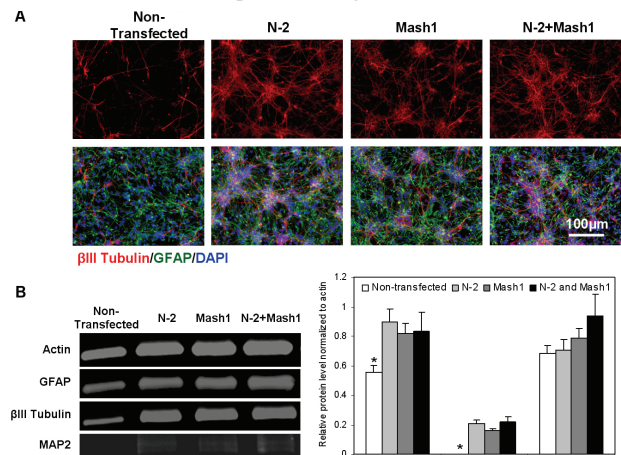 A
Non-
Transfected
N-2
Mash1
N-2+Mash1
100µm
βIII Tubulin/GFAP/DAPI
B
Non-
Transfected
N-2
Mash1
N-2+Mash1
Actin
GFAP
βIII Tubulin
MAP2
Relative protein level normalized to actin
1.2
1
0.8
0.6
0.4
0.2
0
Non-transfected
N-2
Mash1
N-2 and Mash1
*
*